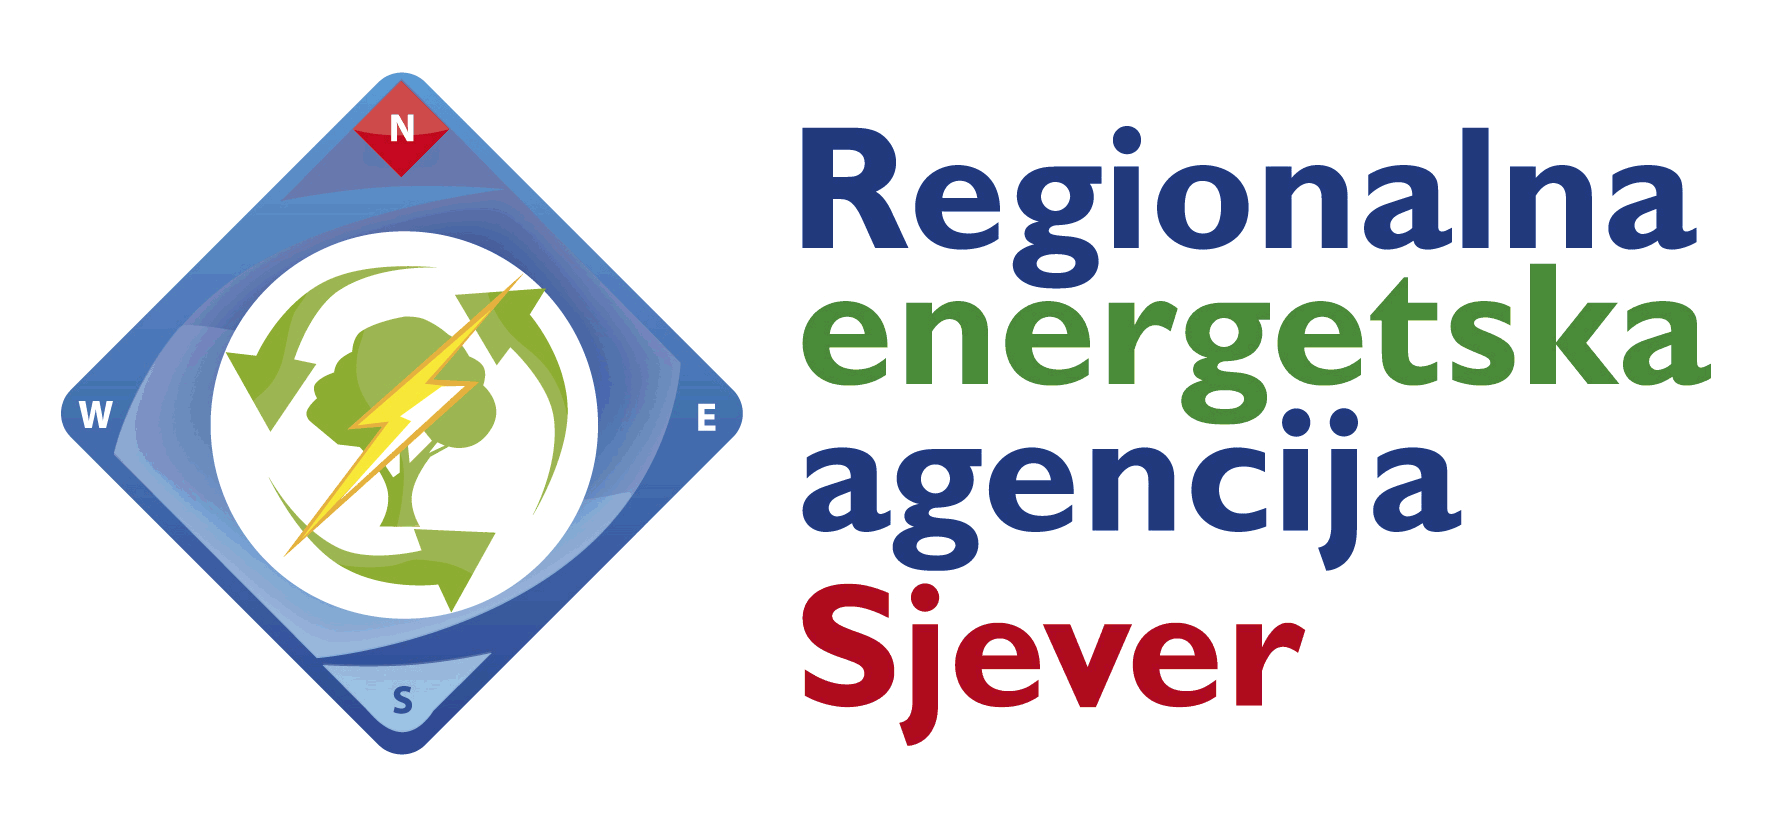 N
W
E
S
Regionalna
energetska
agencija
Sjever